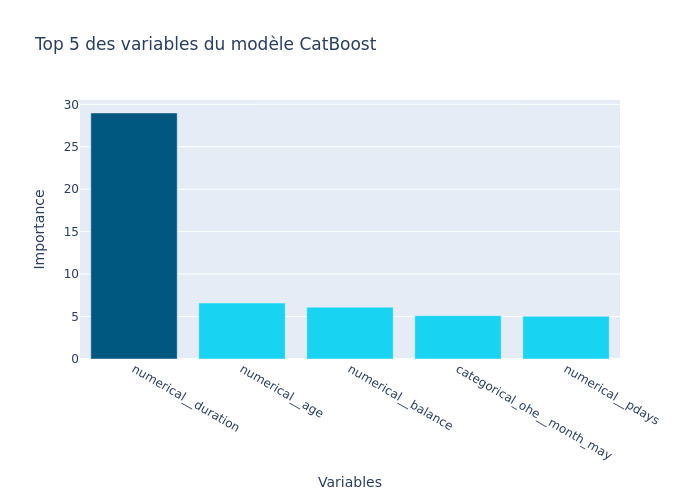 Top 5 des variables du modèle CatBoost
Importance
30
25
20
15
10
5
0
numerical__duration
numerical__age
numerical__balance
categorical_ohe__month_may
numerical__pdays
Variables